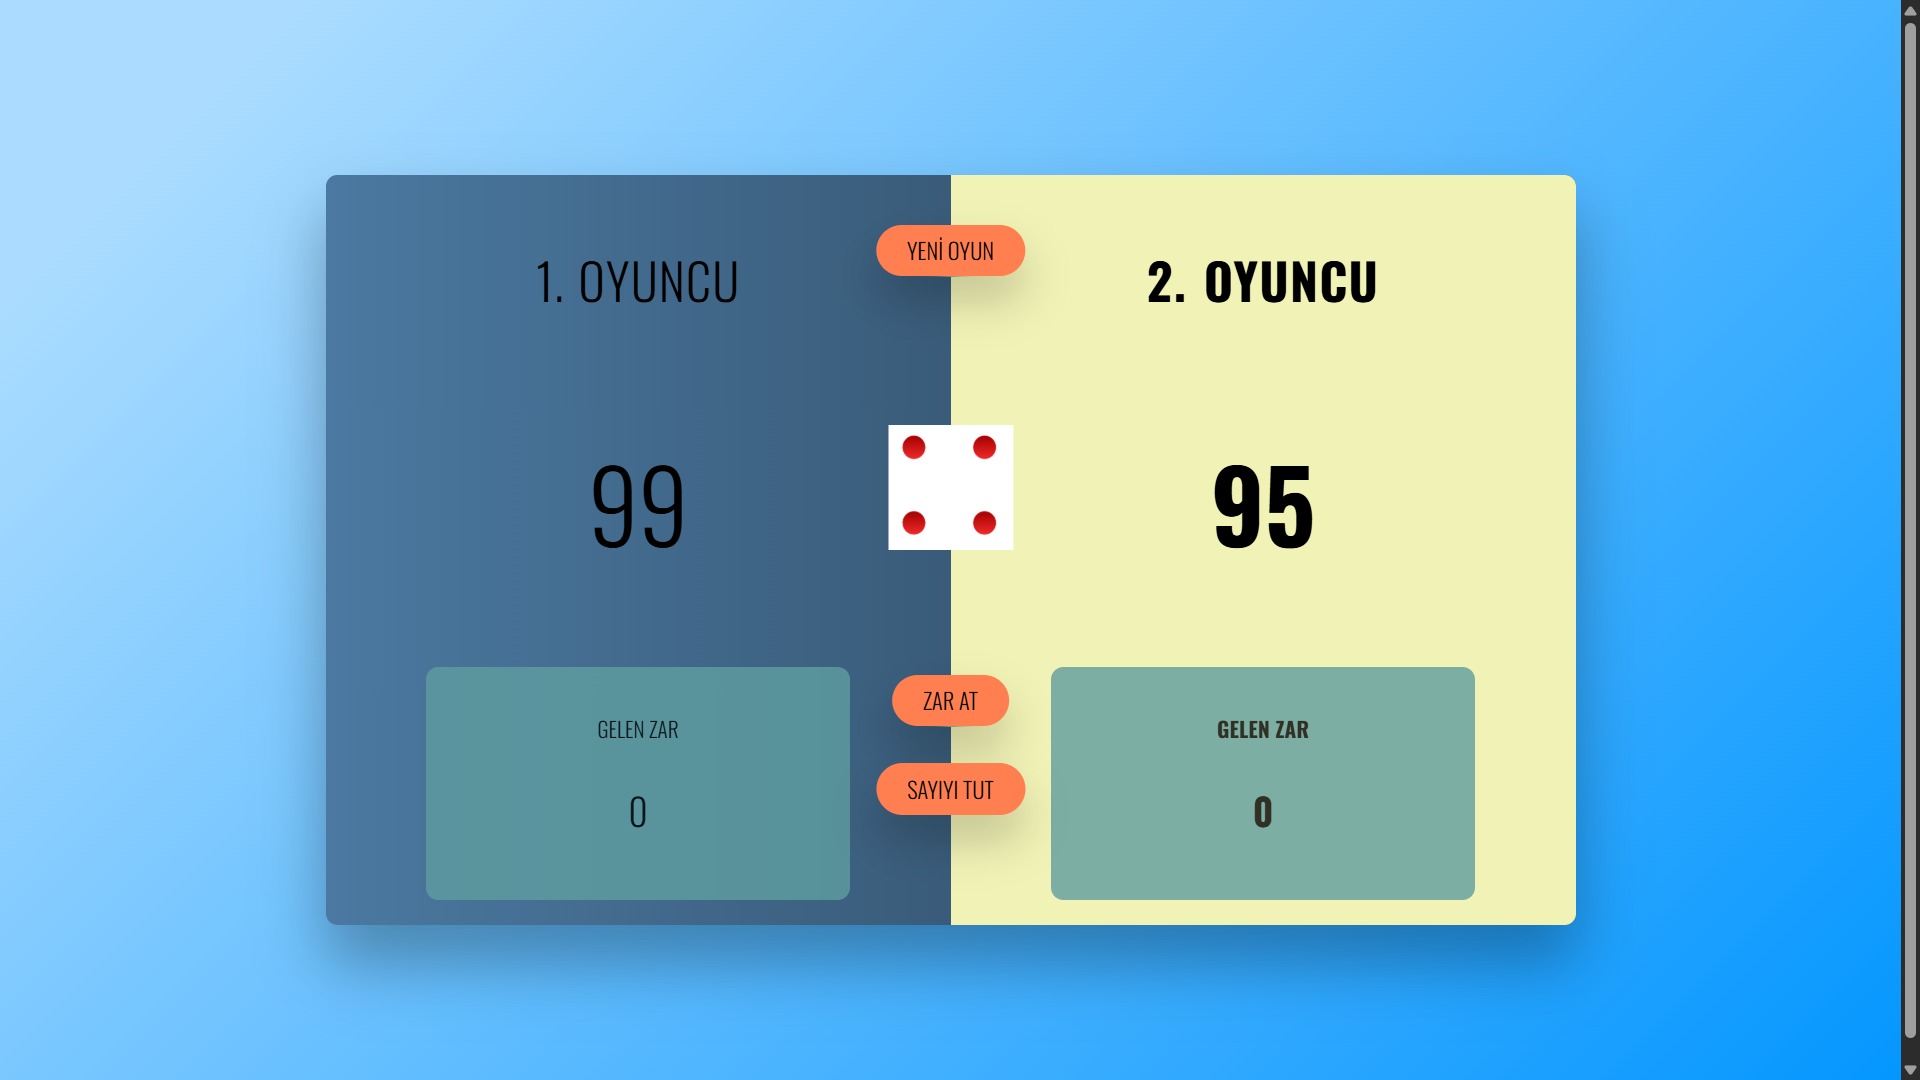 YENİ OYUN
1. OYUNCU
2. OYUNCU
99
95
ZAR AT
GELEN ZAR
GELEN ZAR
SAYIYI TUT
0
0